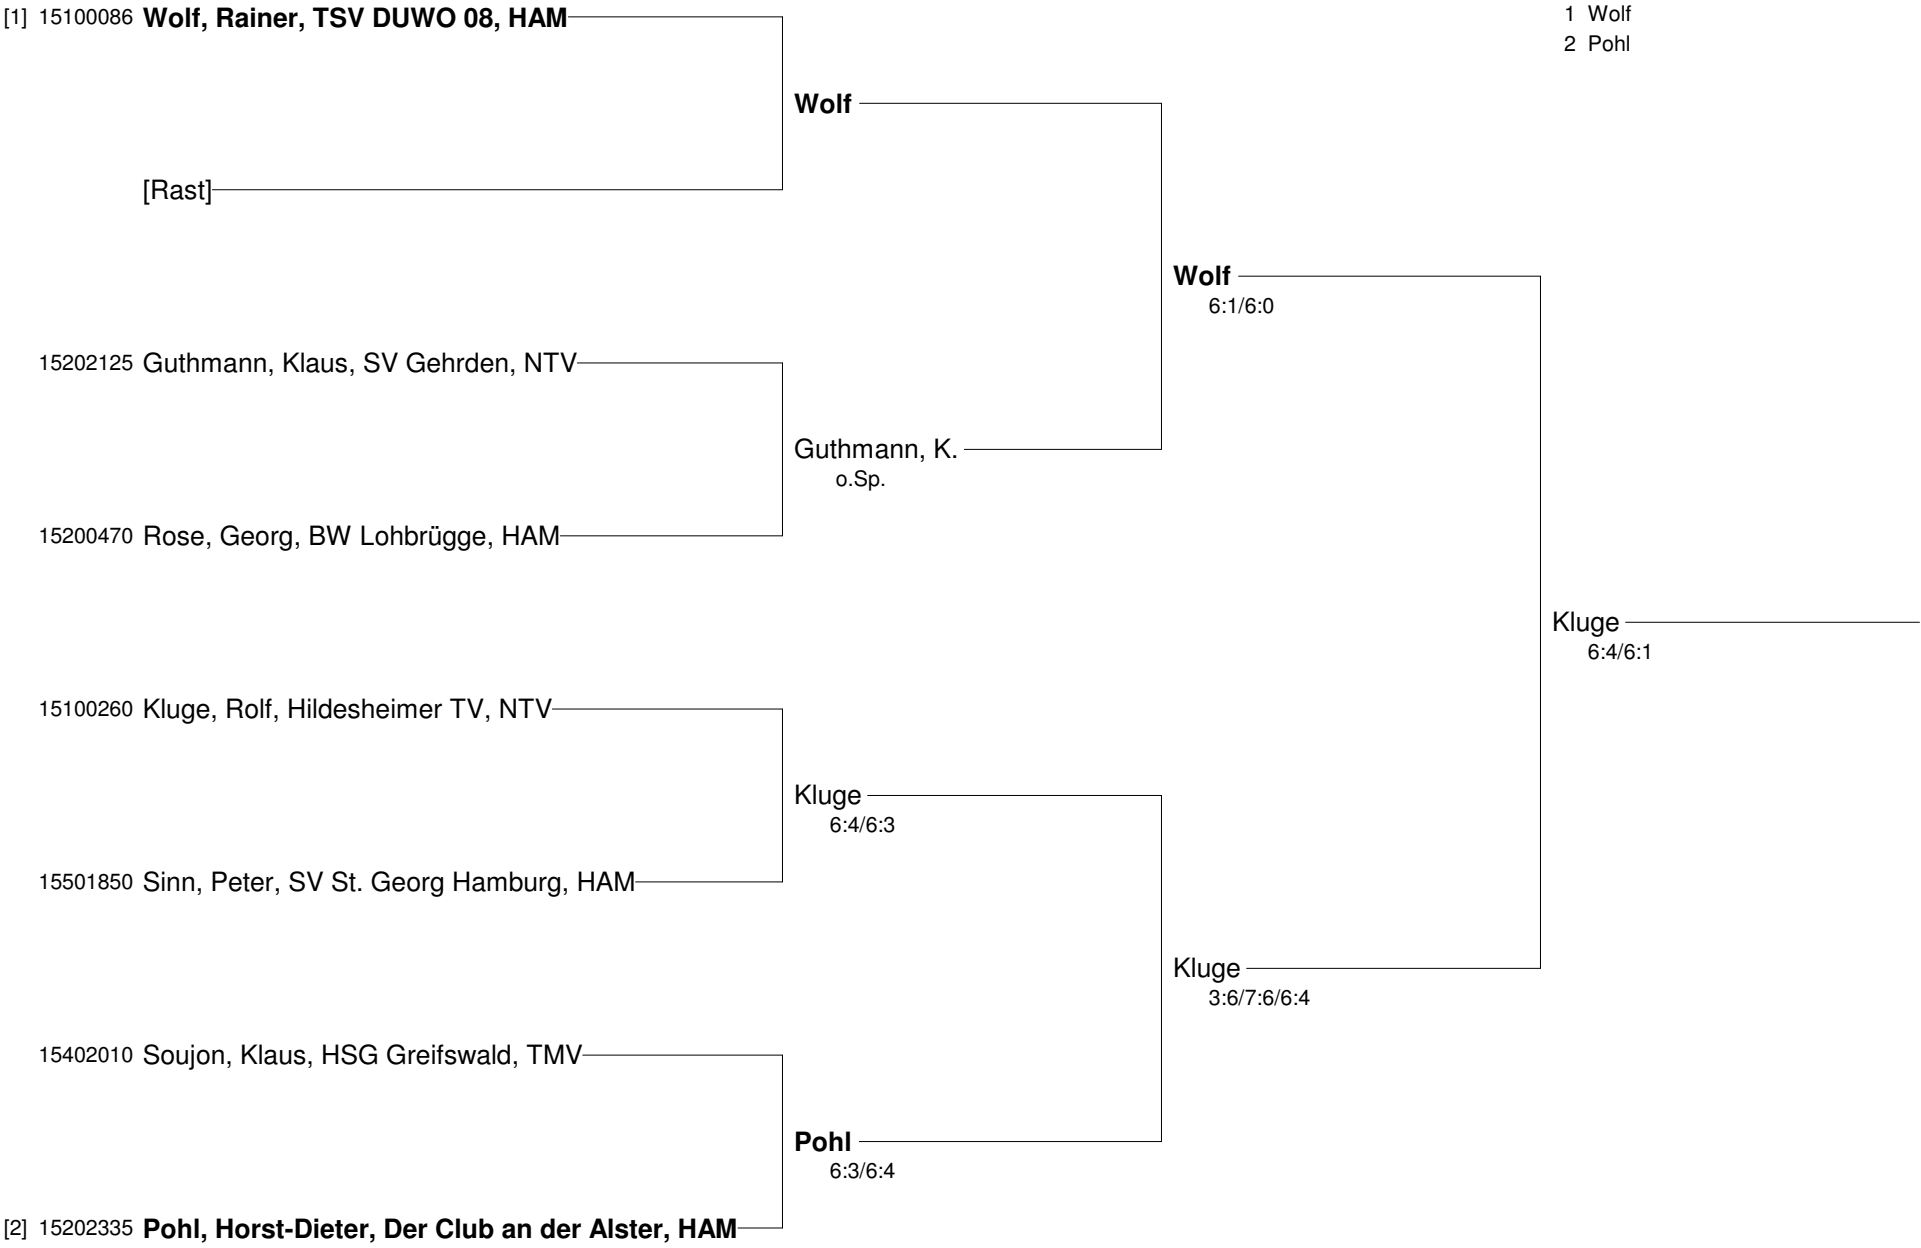 [1] 15100086 Wolf, Rainer, TSV DUWO 08, HAM
1 Wolf
2 Pohl
Wolf
[Rast]
Wolf
6:1/6:0
15202125 Guthmann, Klaus, SV Gehrden, NTV
Guthmann, K.
o.Sp.
15200470 Rose, Georg, BW Lohbrügge, HAM
Kluge
6:4/6:1
15100260 Kluge, Rolf, Hildesheimer TV, NTV
Kluge
6:4/6:3
15501850 Sinn, Peter, SV St. Georg Hamburg, HAM
Kluge
3:6/7:6/6:4
15402010 Soujon, Klaus, HSG Greifswald, TMV
Pohl
6:3/6:4
[2] 15202335 Pohl, Horst-Dieter, Der Club an der Alster, HAM